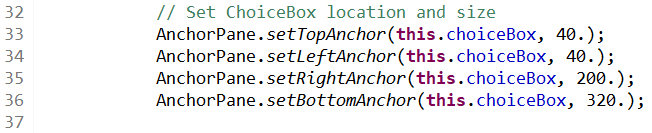 32 // Set ChoiceBox location and size
33 AnchorPane.setTopAnchor(this.choiceBox, 40.);
34 AnchorPane.setLeftAnchor(this.choiceBox, 40.);
35 AnchorPane.setRightAnchor(this.choiceBox, 200.);
36 AnchorPane.setBottomAnchor(this.choiceBox, 320.);
37